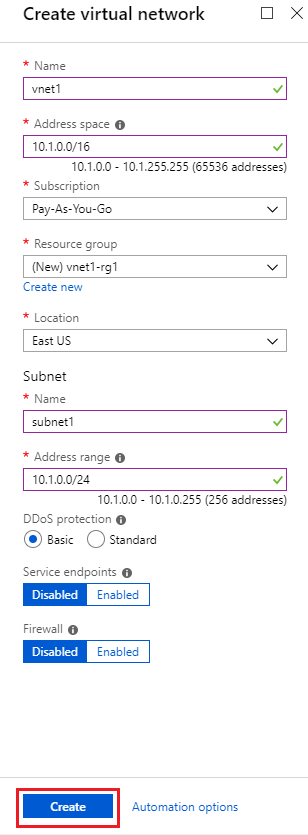 Create virtual network
* Name
vnet1
* Address space
10.1.0.0/16
10.1.0.0 - 10.1.255.255 (65536 addresses)
* Subscription
Pay-As-You-Go
* Resource group
(New) vnet1-rg1
Create new
* Location
East US
Subnet
* Name
subnet1
* Address range
10.1.0.0/24
10.1.0.0 - 10.1.0.255 (256 addresses)
DDoS protection
Basic Standard
Service endpoints
Disabled Enabled
Firewall
Disabled Enabled
Create Automation options